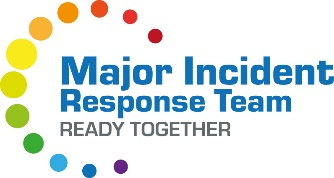 Major Incident
Response Team
READY TOGETHER